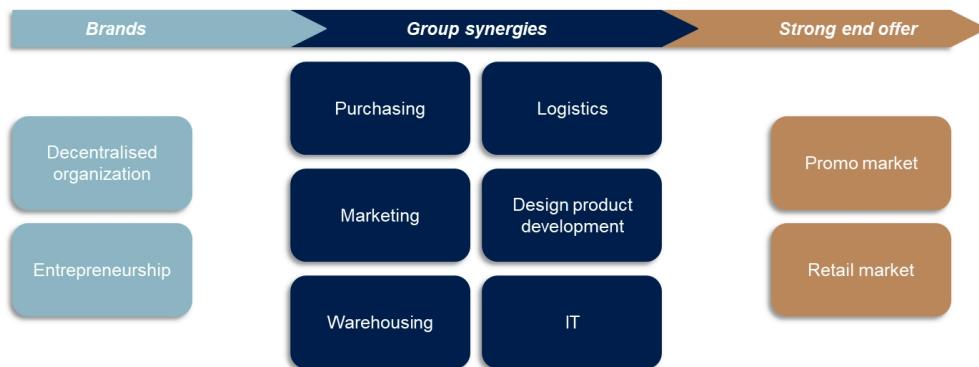 Brands
Group synergies
Strong end offer
Decentralised
organization
Entrepreneurship
Purchasing
Logistics
Marketing
Design product
development
Warehousing
IT
Promo market
Retail market